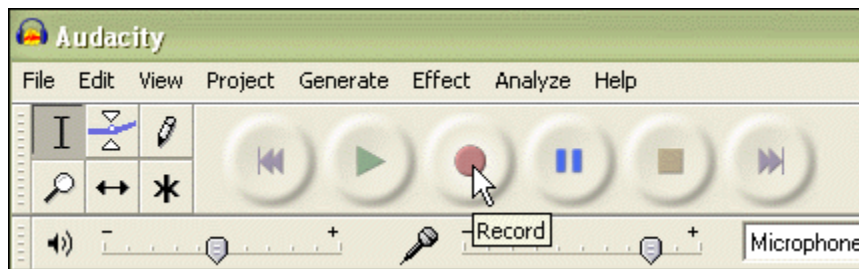 Audacity
File Edit View Project Generate Effect Analyze Help
Record
Microphone